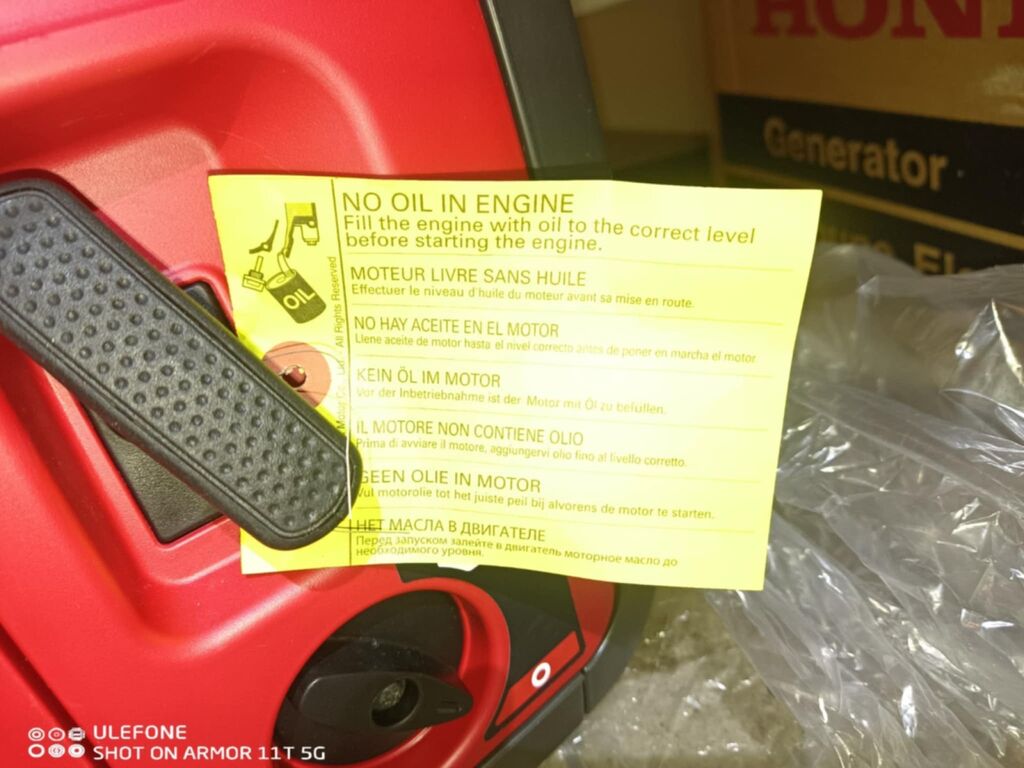 HON
Generator
NO OIL IN ENGINE
Fill the engine with oil to the correct level
before starting the engine.
MOTEUR LIVRE SANS HUILE
Effectuer le niveau d'huile du moteur avant sa mise en route.
NO HAY ACEITE EN EL MOTOR
Llene aceite de motor hasta el nivel correcto antes de poner en marcha el motor
KEIN ÖL IM MOTOR
Vor der Inbetriebnahme ist der Motor mit Öl zu befüllen.
IL MOTORE NON CONTIENE OLIO
Prima di avviare il motore, aggiungervi olio fino al livello corretto.
GEEN OLIE IN MOTOR
Vul motorolie tot het juiste peil bij alvorens de motor te starten.
НЕТ МАСЛА В ДВИГАТЕЛЕ
Перед запуском залейте в двигатель моторное масло до
необходимого уровня.
OIL
Motor Co., Ltd. - All Rights Reserved
ULEFONE
SHOT ON ARMOR 11T 5G